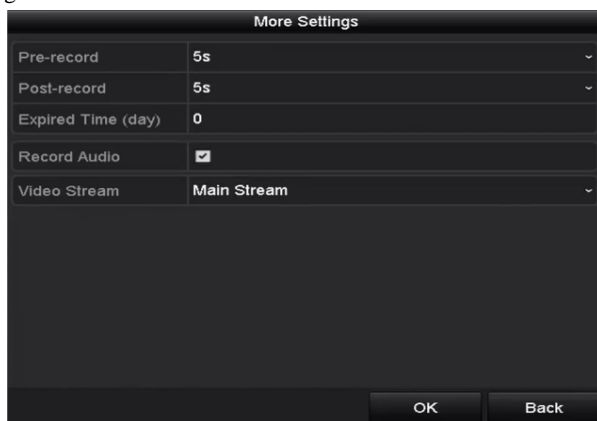 g
More Settings
Pre-record 5s
Post-record 5s
Expired Time (day) 0
Record Audio
Video Stream Main Stream
OK Back